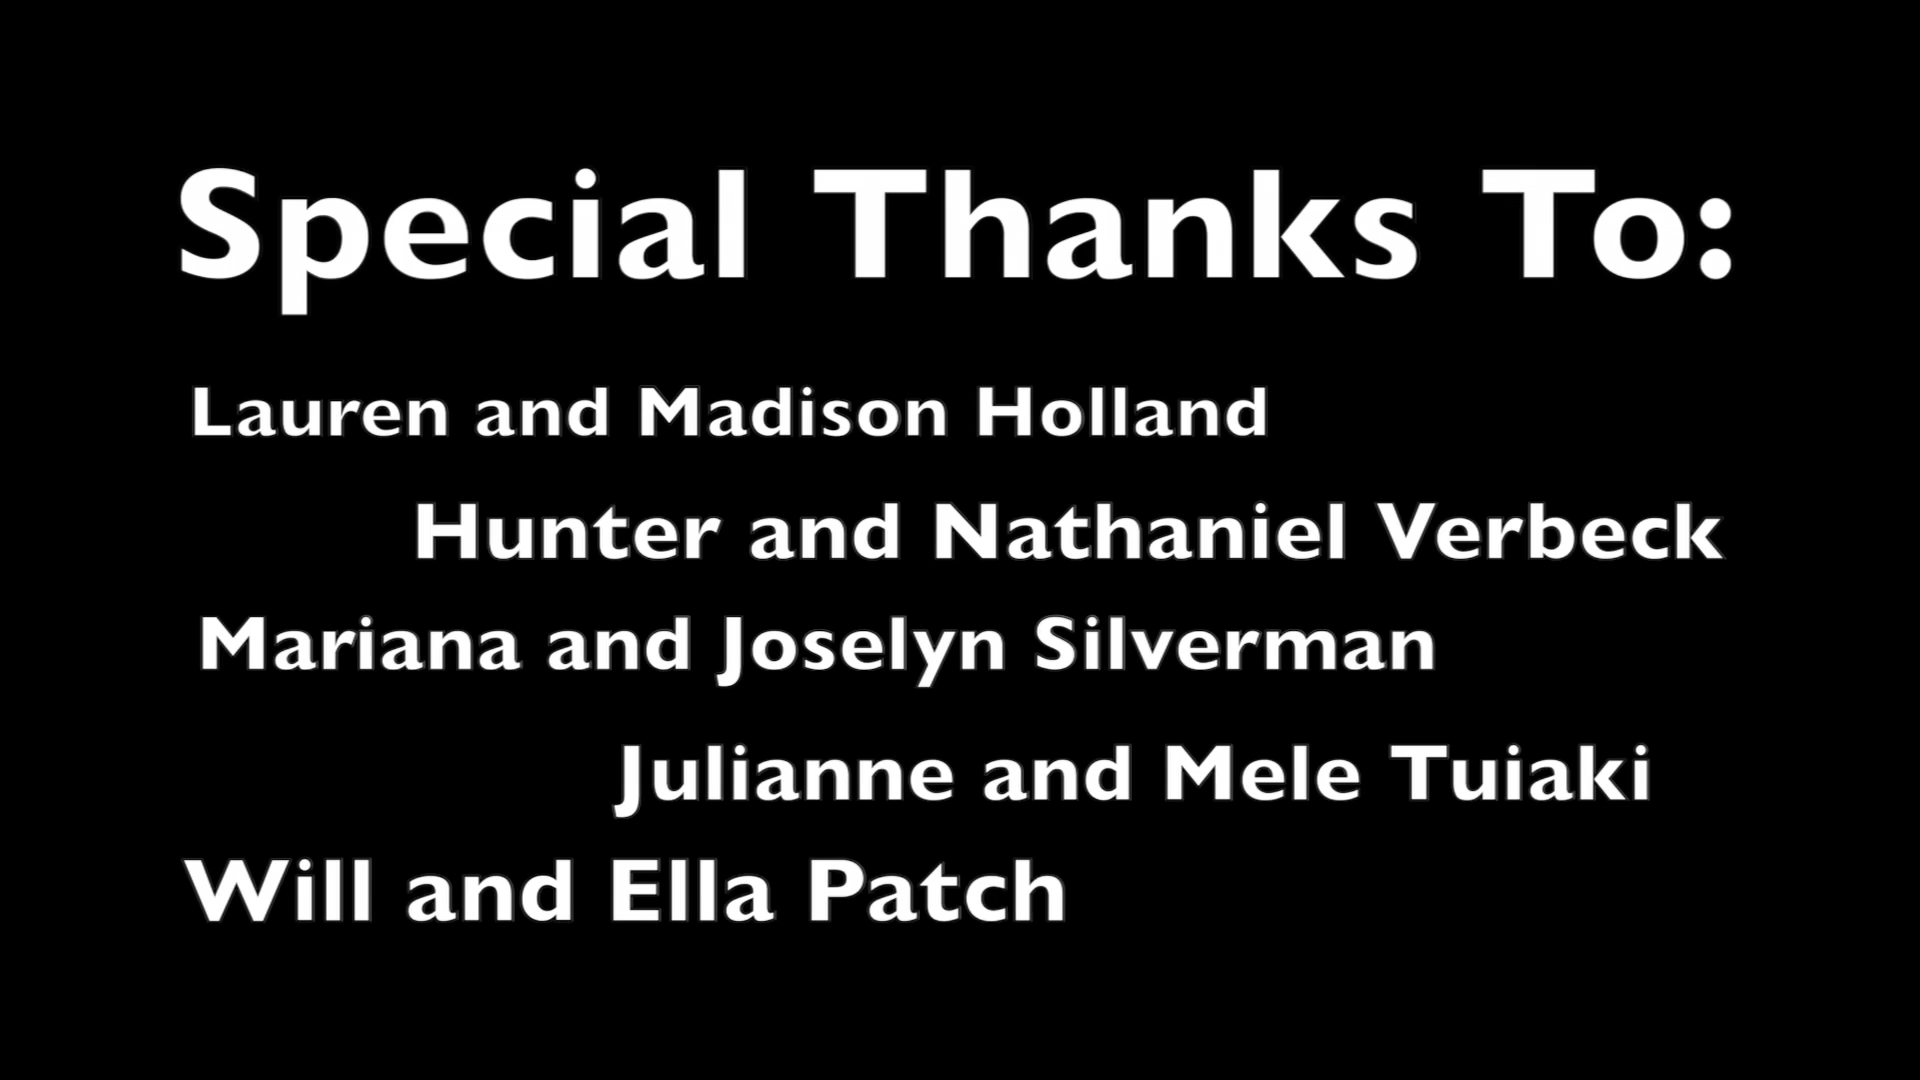 Special Thanks To:
Lauren and Madison Holland
Hunter and Nathaniel Verbeck
Mariana and Joselyn Silverman
Julianne and Mele Tuiaki
Will and Ella Patch